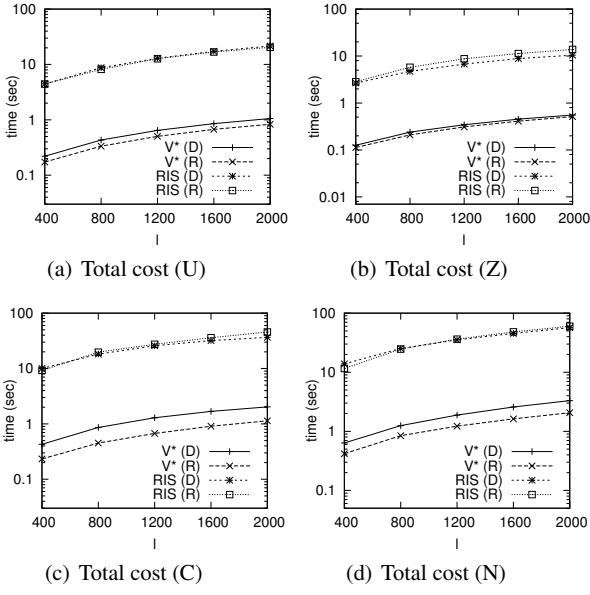 100
10
1
0.1
time (sec)
V* (D)
V* (R)
RIS (D)
RIS (R)
400 800 1200 1600 2000
l
(a) Total cost (U)
100
10
1
0.1
0.01
time (sec)
V* (D)
V* (R)
RIS (D)
RIS (R)
400 800 1200 1600 2000
l
(b) Total cost (Z)
100
10
1
0.1
time (sec)
V* (D)
V* (R)
RIS (D)
RIS (R)
400 800 1200 1600 2000
l
(c) Total cost (C)
100
10
1
0.1
time (sec)
V* (D)
V* (R)
RIS (D)
RIS (R)
400 800 1200 1600 2000
l
(d) Total cost (N)